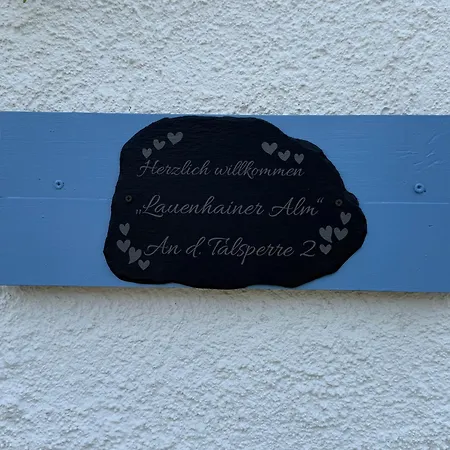 Herzlich willkommen
„Lauenhainer Alm“
An d. Talsperre 2